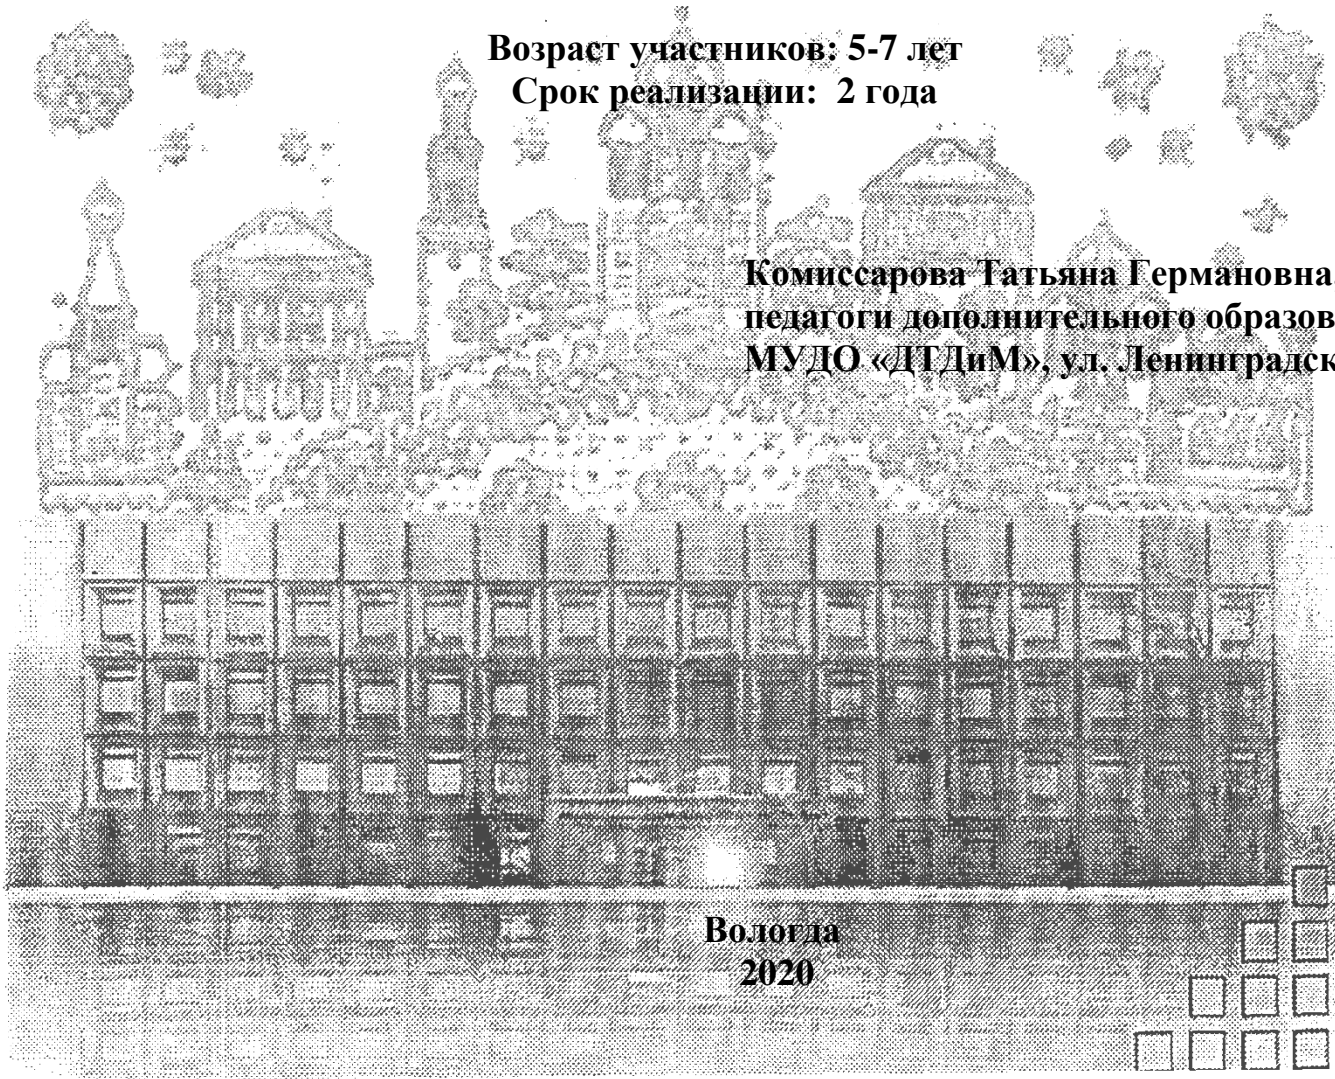 Возраст участников: 5-7 лет
Срок реализации: 2 года
Комиссарова Татьяна Германовна
педагоги дополнительного образов
МУДО «ДТДиМ», ул. Ленинградск
Вологда
2020